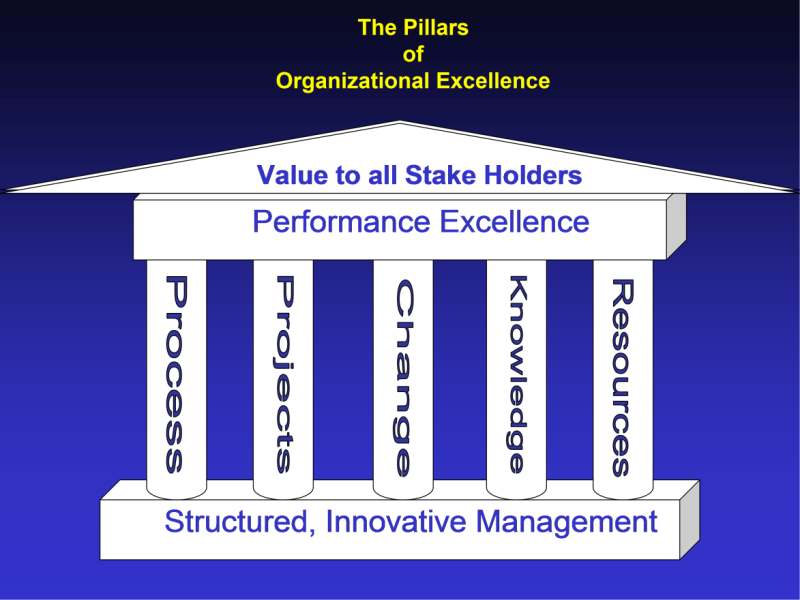 The Pillars
of
Organizational Excellence
Value to all Stake Holders
Performance Excellence
Process
Projects
Change
Knowledge
Resources
Structured, Innovative Management